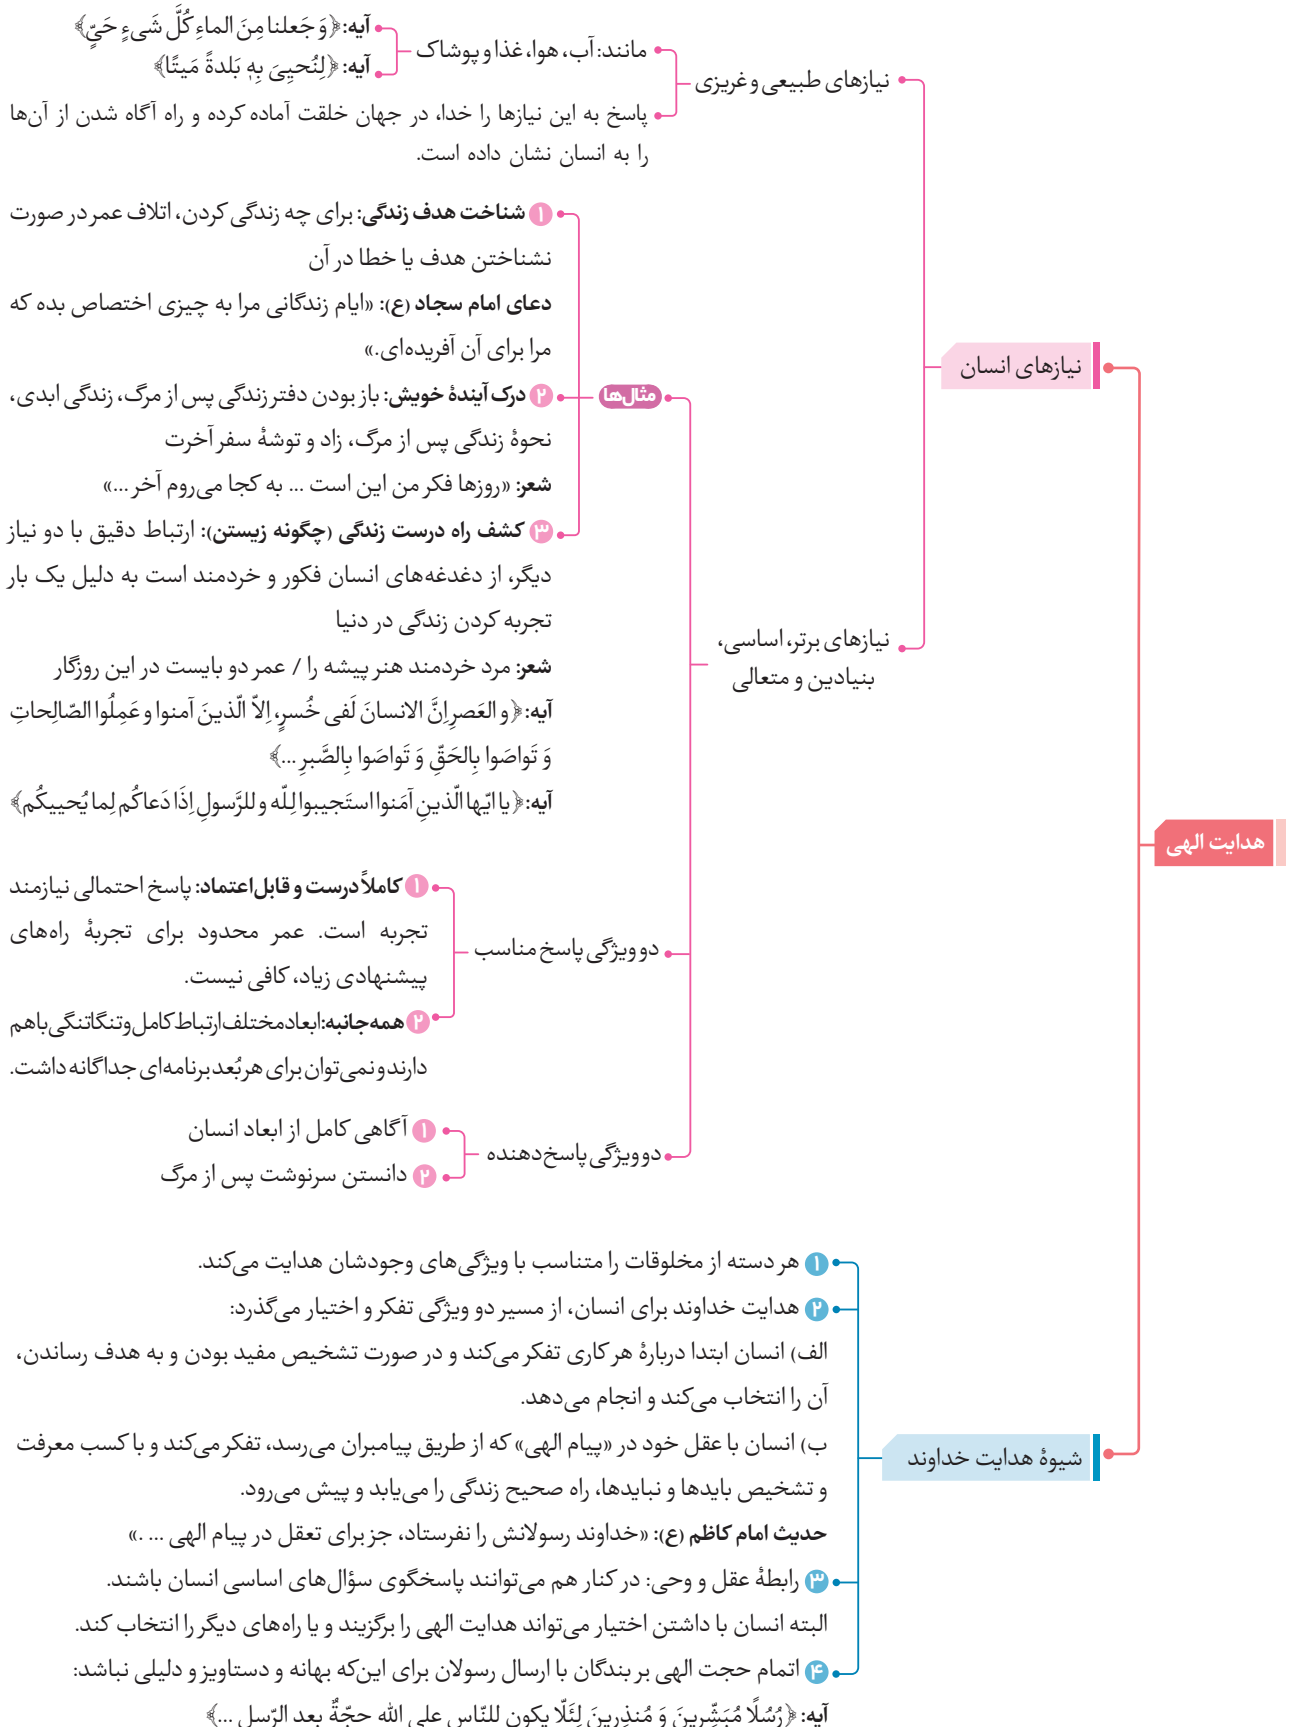 هدایت الهی
نیازهای انسان
نیازهای طبیعی و غریزی
مانند: آب، هوا، غذا و پوشاک
آیه: ﴿وَ جَعلنا مِنَ الماءِ كُلَّ شَیءٍ حَیٍّ﴾
آیه: ﴿لِنُحیِیَ بِهٖ بَلدةً مَیتًا﴾
پاسخ به این نیازها را خدا، در جهان خلقت آماده کرده و راه آگاه شدن از آن‌ها
را به انسان نشان داده است.
نیازهای برتر، اساسی،
بنیادین و متعالی
مثال‌ها
۱ شناخت هدف زندگی: برای چه زندگی کردن، اتلاف عمر در صورت
نشناختن هدف یا خطا در آن
دعای امام سجاد (ع): «ایام زندگانی مرا به چیزی اختصاص بده که
مرا برای آن آفریده‌ای.»
۲ درک آیندهٔ خویش: باز بودن دفتر زندگی پس از مرگ، زندگی ابدی،
نحوهٔ زندگی پس از مرگ، زاد و توشهٔ سفر آخرت
شعر: «روزها فکر من این است ... به کجا می‌روم آخر ...»
۳ کشف راه درست زندگی (چگونه زیستن): ارتباط دقیق با دو نیاز
دیگر، از دغدغه‌های انسان فکور و خردمند است به دلیل یک بار
تجربه کردن زندگی در دنیا
شعر: مرد خردمند هنر پیشه را / عمر دو بایست در این روزگار
آیه: ﴿و العَصرِ اِنَّ الانسانَ لَفی خُسرٍ، اِلاّ الّذینَ آمنوا و عَمِلُوا الصّالِحاتِ
وَ تَواصَوا بِالحَقِّ وَ تَواصَوا بِالصَّبرِ ...﴾
آیه: ﴿یا ایّها الّذینِ آمَنوا استَجیبوا لِلّه و للرَّسولِ اِذَا دَعاكُم لِما یُحییكُم﴾
دو ویژگی پاسخ مناسب
۱ کاملاً درست و قابل‌اعتماد: پاسخ احتمالی نیازمند
تجربه است. عمر محدود برای تجربهٔ راه‌های
پیشنهادی زیاد، کافی نیست.
۲ همه‌جانبه: ابعاد مختلف ارتباط کامل و تنگاتنگی باهم
دارند و نمی‌توان برای هر بُعد برنامه‌ای جداگانه داشت.
دو ویژگی پاسخ‌دهنده
۱ آگاهی کامل از ابعاد انسان
۲ دانستن سرنوشت پس از مرگ
شیوهٔ هدایت خداوند
۱ هر دسته از مخلوقات را متناسب با ویژگی‌های وجودشان هدایت می‌کند.
۲ هدایت خداوند برای انسان، از مسیر دو ویژگی تفکر و اختیار می‌گذرد:
الف) انسان ابتدا دربارهٔ هر کاری تفکر می‌کند و در صورت تشخیص مفید بودن و به هدف رساندن،
آن را انتخاب می‌کند و انجام می‌دهد.
ب) انسان با عقل خود در «پیام الهی» که از طریق پیامبران می‌رسد، تفکر می‌کند و با کسب معرفت
و تشخیص بایدها و نبایدها، راه صحیح زندگی را می‌یابد و پیش می‌رود.
حدیث امام کاظم (ع): «خداوند رسولانش را نفرستاد، جز برای تعقل در پیام الهی ... .»
۳ رابطهٔ عقل و وحی: در کنار هم می‌توانند پاسخگوی سؤال‌های اساسی انسان باشند.
البته انسان با داشتن اختیار می‌تواند هدایت الهی را برگزیند و یا راه‌های دیگر را انتخاب کند.
۴ اتمام حجت الهی بر بندگان با ارسال رسولان برای این‌که بهانه و دستاویز و دلیلی نباشد:
آیه: ﴿رُسُلًا مُبَشِّرینَ وَ مُنذِرینَ لِئَلّا یکون للنّاس علی الله حجّةٌ بعد الرّسل ...﴾